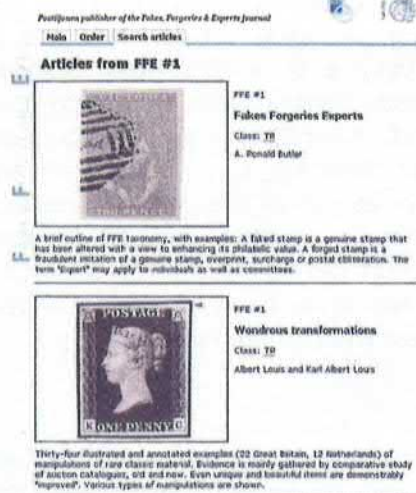 Postiljonen publisher of the Fakes, Forgeries & Experts Journal
Main Order Search articles
Articles from FFE #1
FFE #1
Fakes Forgeries Experts
Class: TR
A. Ronald Butler
VICTORIA
TWO PENCE
A brief outline of FFE taxonomy, with examples: A faked stamp is a genuine stamp that
has been altered with a view to enhancing its philatelic value. A forged stamp is a
fraudulent imitation of a genuine stamp, overprint, surcharge or postal obliteration. The
term "Expert" may apply to individuals as well as committees.
FFE #1
Wondrous transformations
Class: TR
Albert Louis and Karl Albert Louis
POSTAGE
K ONE PENNY C
Thirty-four illustrated and annotated examples (22 Great Britain, 12 Netherlands) of
manipulations of rare classic material. Evidence is mainly gathered by comparative study
of auction catalogues, old and new. Even unique and beautiful items are demonstrably
"improved". Various types of manipulations are shown.